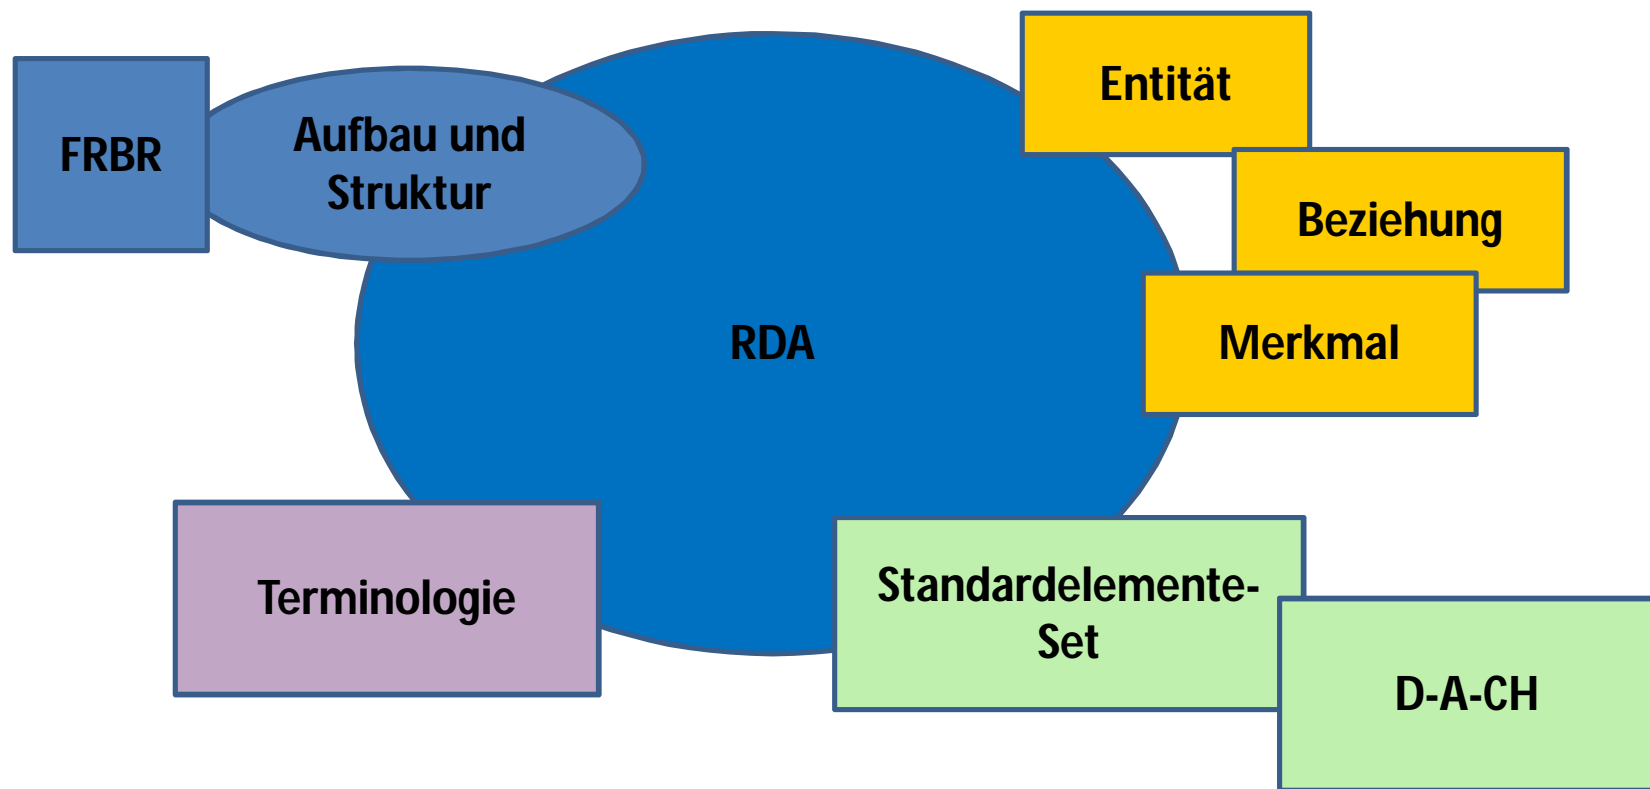 Entität
FRBR
Aufbau und
Struktur
Beziehung
RDA
Merkmal
Terminologie
Standardelemente-
Set
D-A-CH